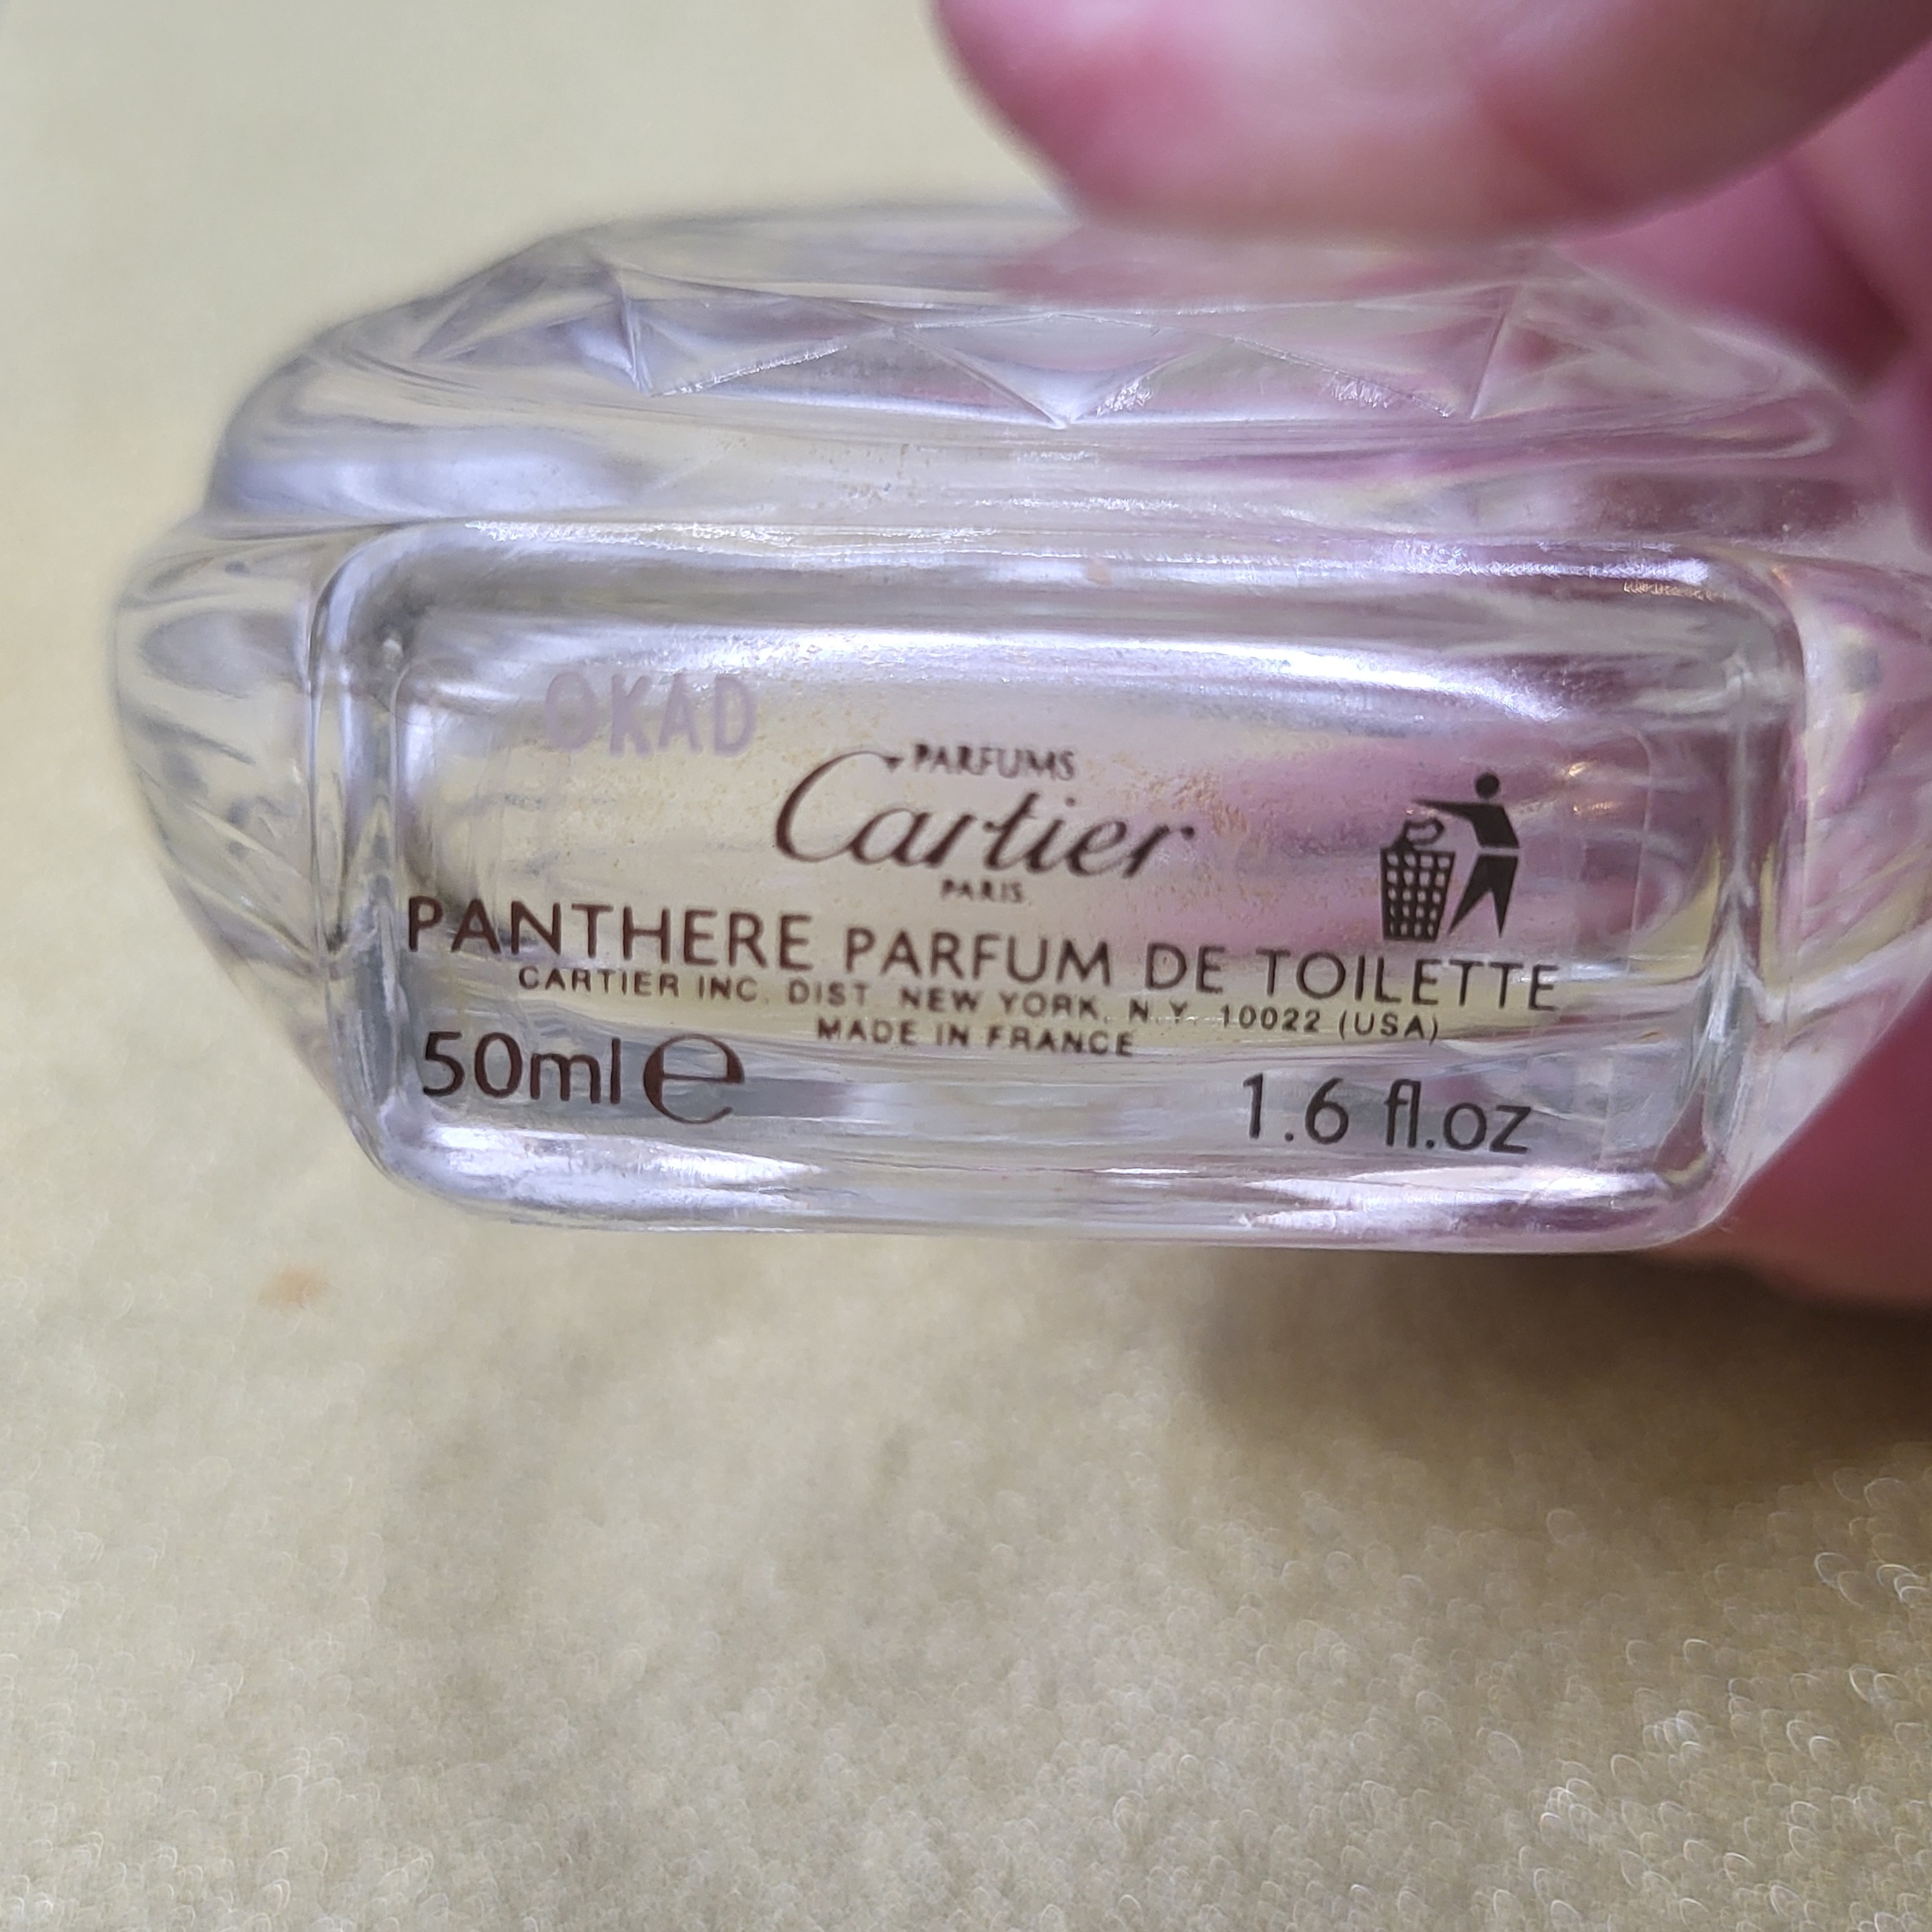 OKAD
PARFUMS
Cartier
PARIS
PANTHERE PARFUM DE TOILETTE
CARTIER INC. DIST. NEW YORK, N.Y. 10022 (USA)
MADE IN FRANCE
50ml e
1.6 fl.oz